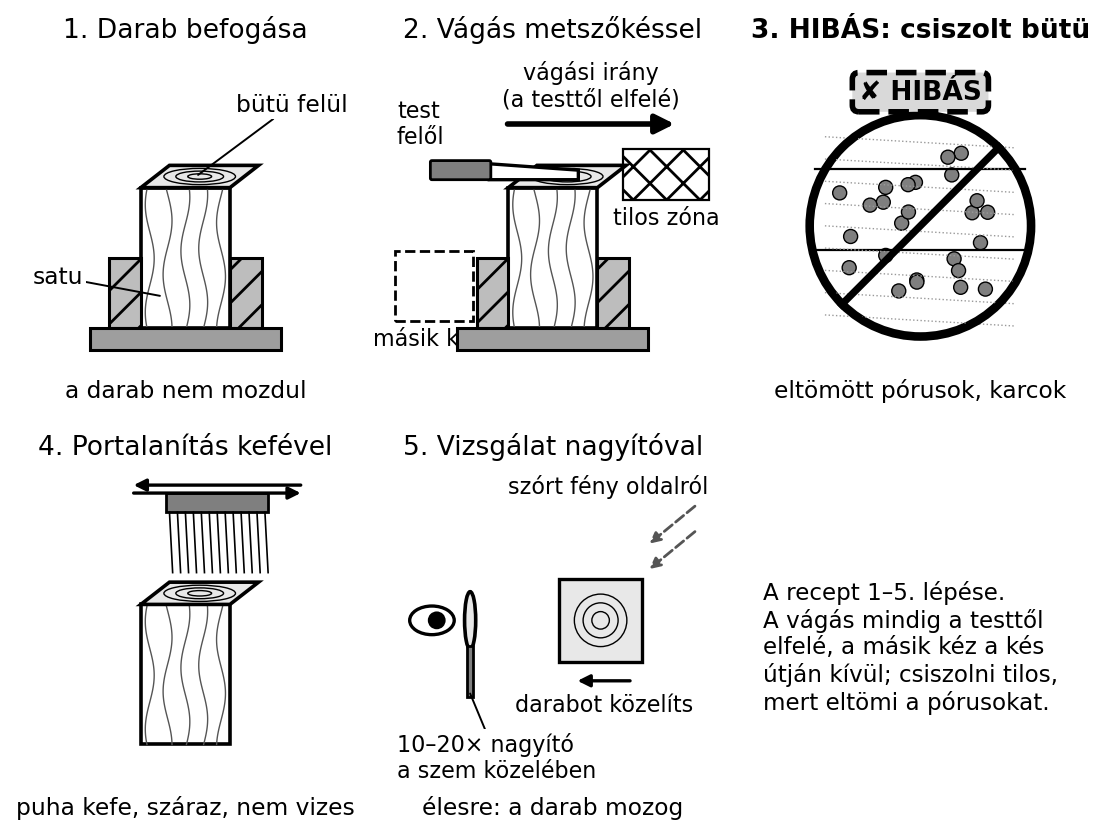 1. Darab befogása
bütü felül
satu
a darab nem mozdul
2. Vágás metszőkéssel
vágási irány
(a testtől elfelé)
test
felől
tilos zóna
másik k
3. HIBÁS: csiszolt bütü
✘ HIBÁS
eltömött pórusok, karcok
4. Portalanítás kefével
puha kefe, száraz, nem vizes
5. Vizsgálat nagyítóval
szórt fény oldalról
darabot közelíts
10–20× nagyító
a szem közelében
élesre: a darab mozog
A recept 1–5. lépése.
A vágás mindig a testtől
elfelé, a másik kéz a kés
útján kívül; csiszolni tilos,
mert eltömi a pórusokat.